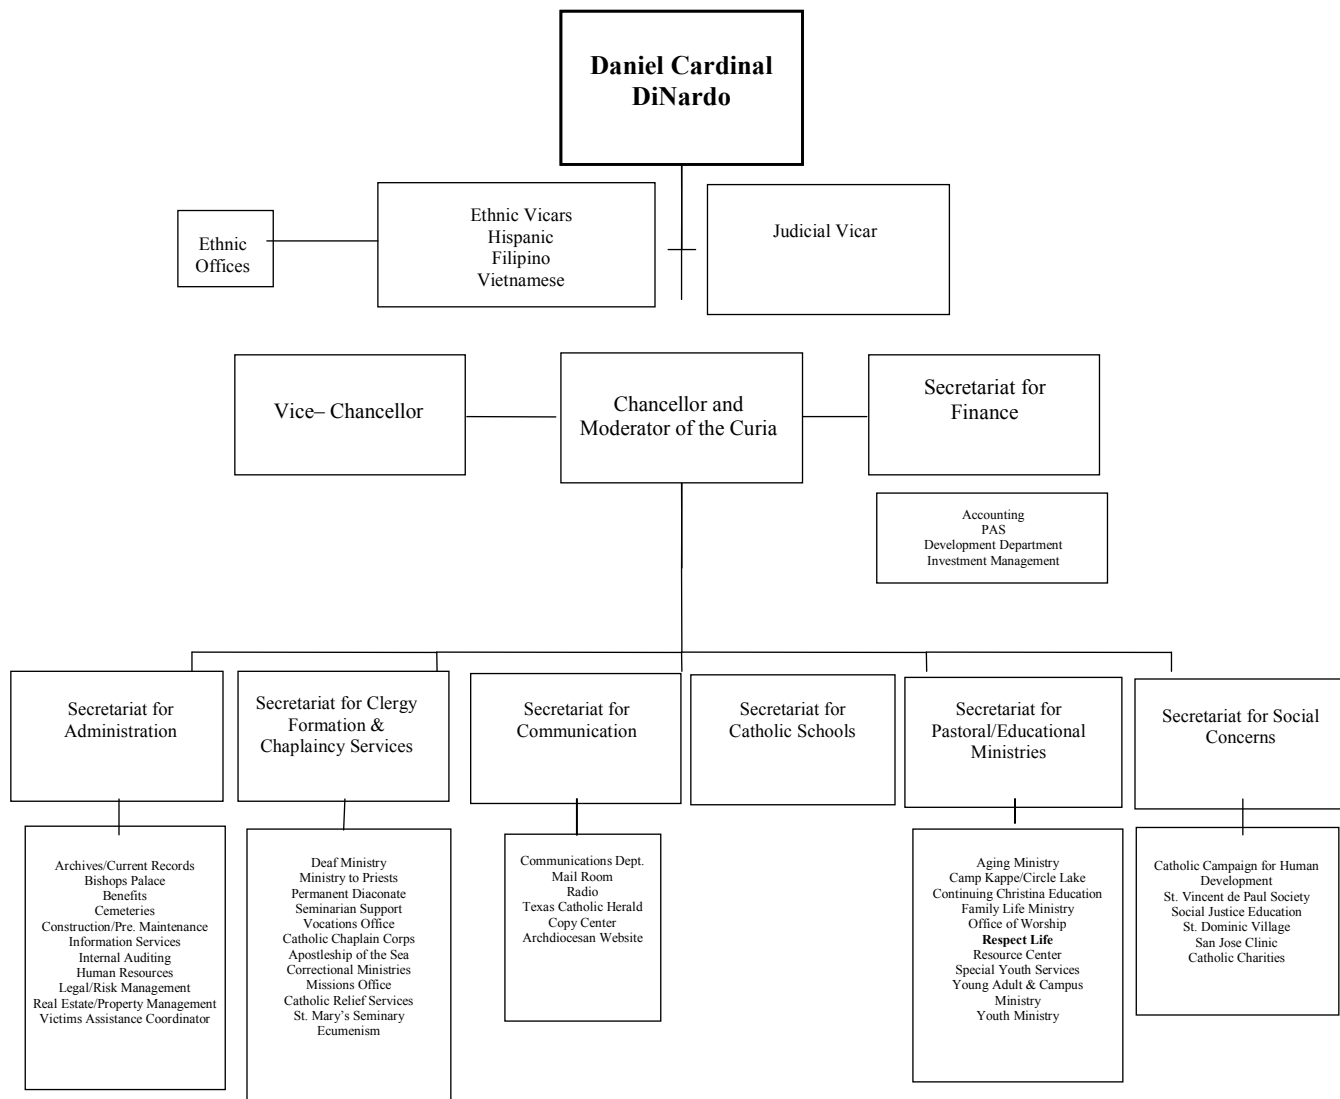 Daniel Cardinal
DiNardo
Ethnic
Offices
Ethnic Vicars
Hispanic
Filipino
Vietnamese
Judicial Vicar
Vice– Chancellor
Chancellor and
Moderator of the Curia
Secretariat for
Finance
Accounting
PAS
Development Department
Investment Management
Secretariat for
Administration
Secretariat for Clergy
Formation &
Chaplaincy Services
Secretariat for
Communication
Secretariat for
Catholic Schools
Secretariat for
Pastoral/Educational
Ministries
Secretariat for Social
Concerns
Archives/Current Records
Bishops Palace
Benefits
Cemeteries
Construction/Pre. Maintenance
Information Services
Internal Auditing
Human Resources
Legal/Risk Management
Real Estate/Property Management
Victims Assistance Coordinator
Deaf Ministry
Ministry to Priests
Permanent Diaconate
Seminarian Support
Vocations Office
Catholic Chaplain Corps
Apostleship of the Sea
Correctional Ministries
Missions Office
Catholic Relief Services
St. Mary’s Seminary
Ecumenism
Communications Dept.
Mail Room
Radio
Texas Catholic Herald
Copy Center
Archdiocesan Website
Aging Ministry
Camp Kappe/Circle Lake
Continuing Christina Education
Family Life Ministry
Office of Worship
Respect Life
Resource Center
Special Youth Services
Young Adult & Campus
Ministry
Youth Ministry
Catholic Campaign for Human
Development
St. Vincent de Paul Society
Social Justice Education
St. Dominic Village
San Jose Clinic
Catholic Charities